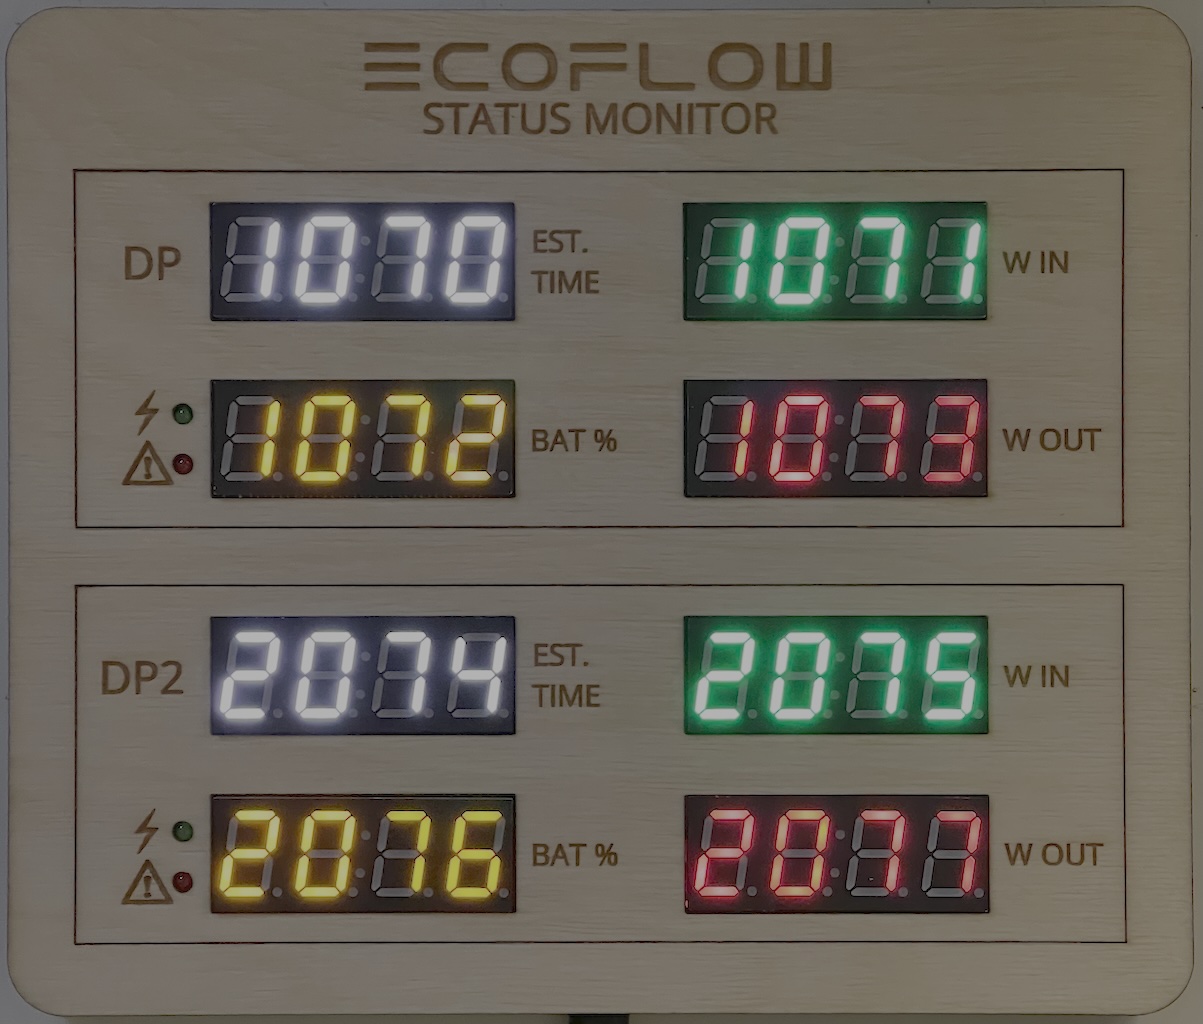 ECOFLOW
STATUS MONITOR
DP
1070
EST.
TIME
1071
W IN
1072
BAT %
1073
W OUT
DP2
2074
EST.
TIME
2075
W IN
2076
BAT %
2077
W OUT